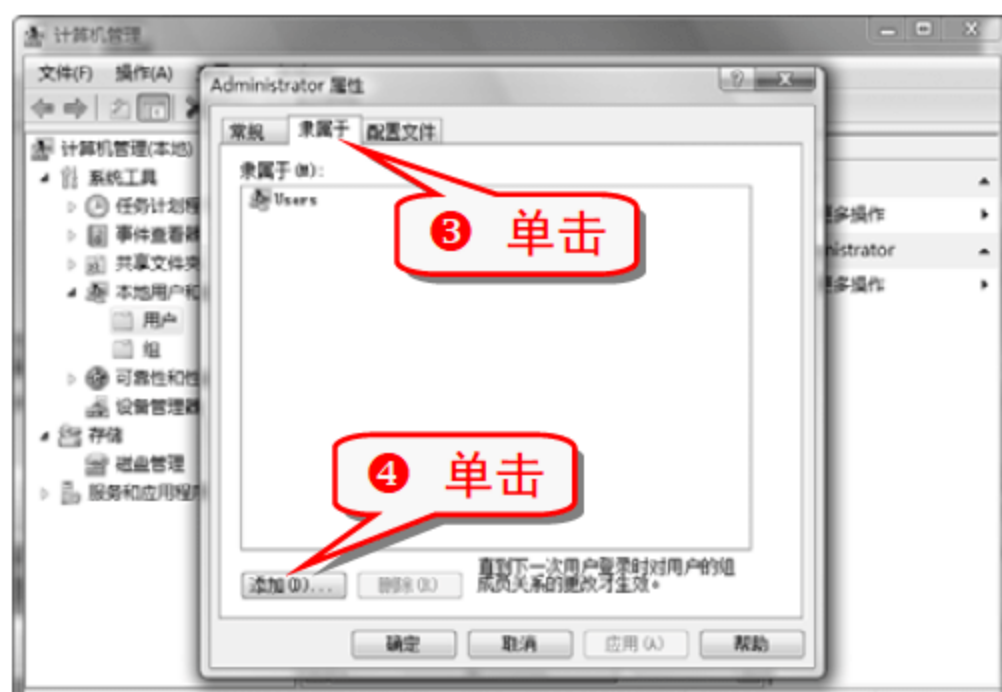 计算机管理
文件(F) 操作(A)
Administrator 属性
常规 隶属于 配置文件
隶属于(M):
Users
❸ 单击
计算机管理(本地)
系统工具
任务计划程
事件查看器
共享文件夹
本地用户和
用户
组
可靠性和性
设备管理器
存储
磁盘管理
服务和应用程序
更多操作
nistrator
更多操作
❹ 单击
添加(D)... 删除(R)
直到下一次用户登录时对用户的组
成员关系的更改才生效。
确定 取消 应用(A) 帮助